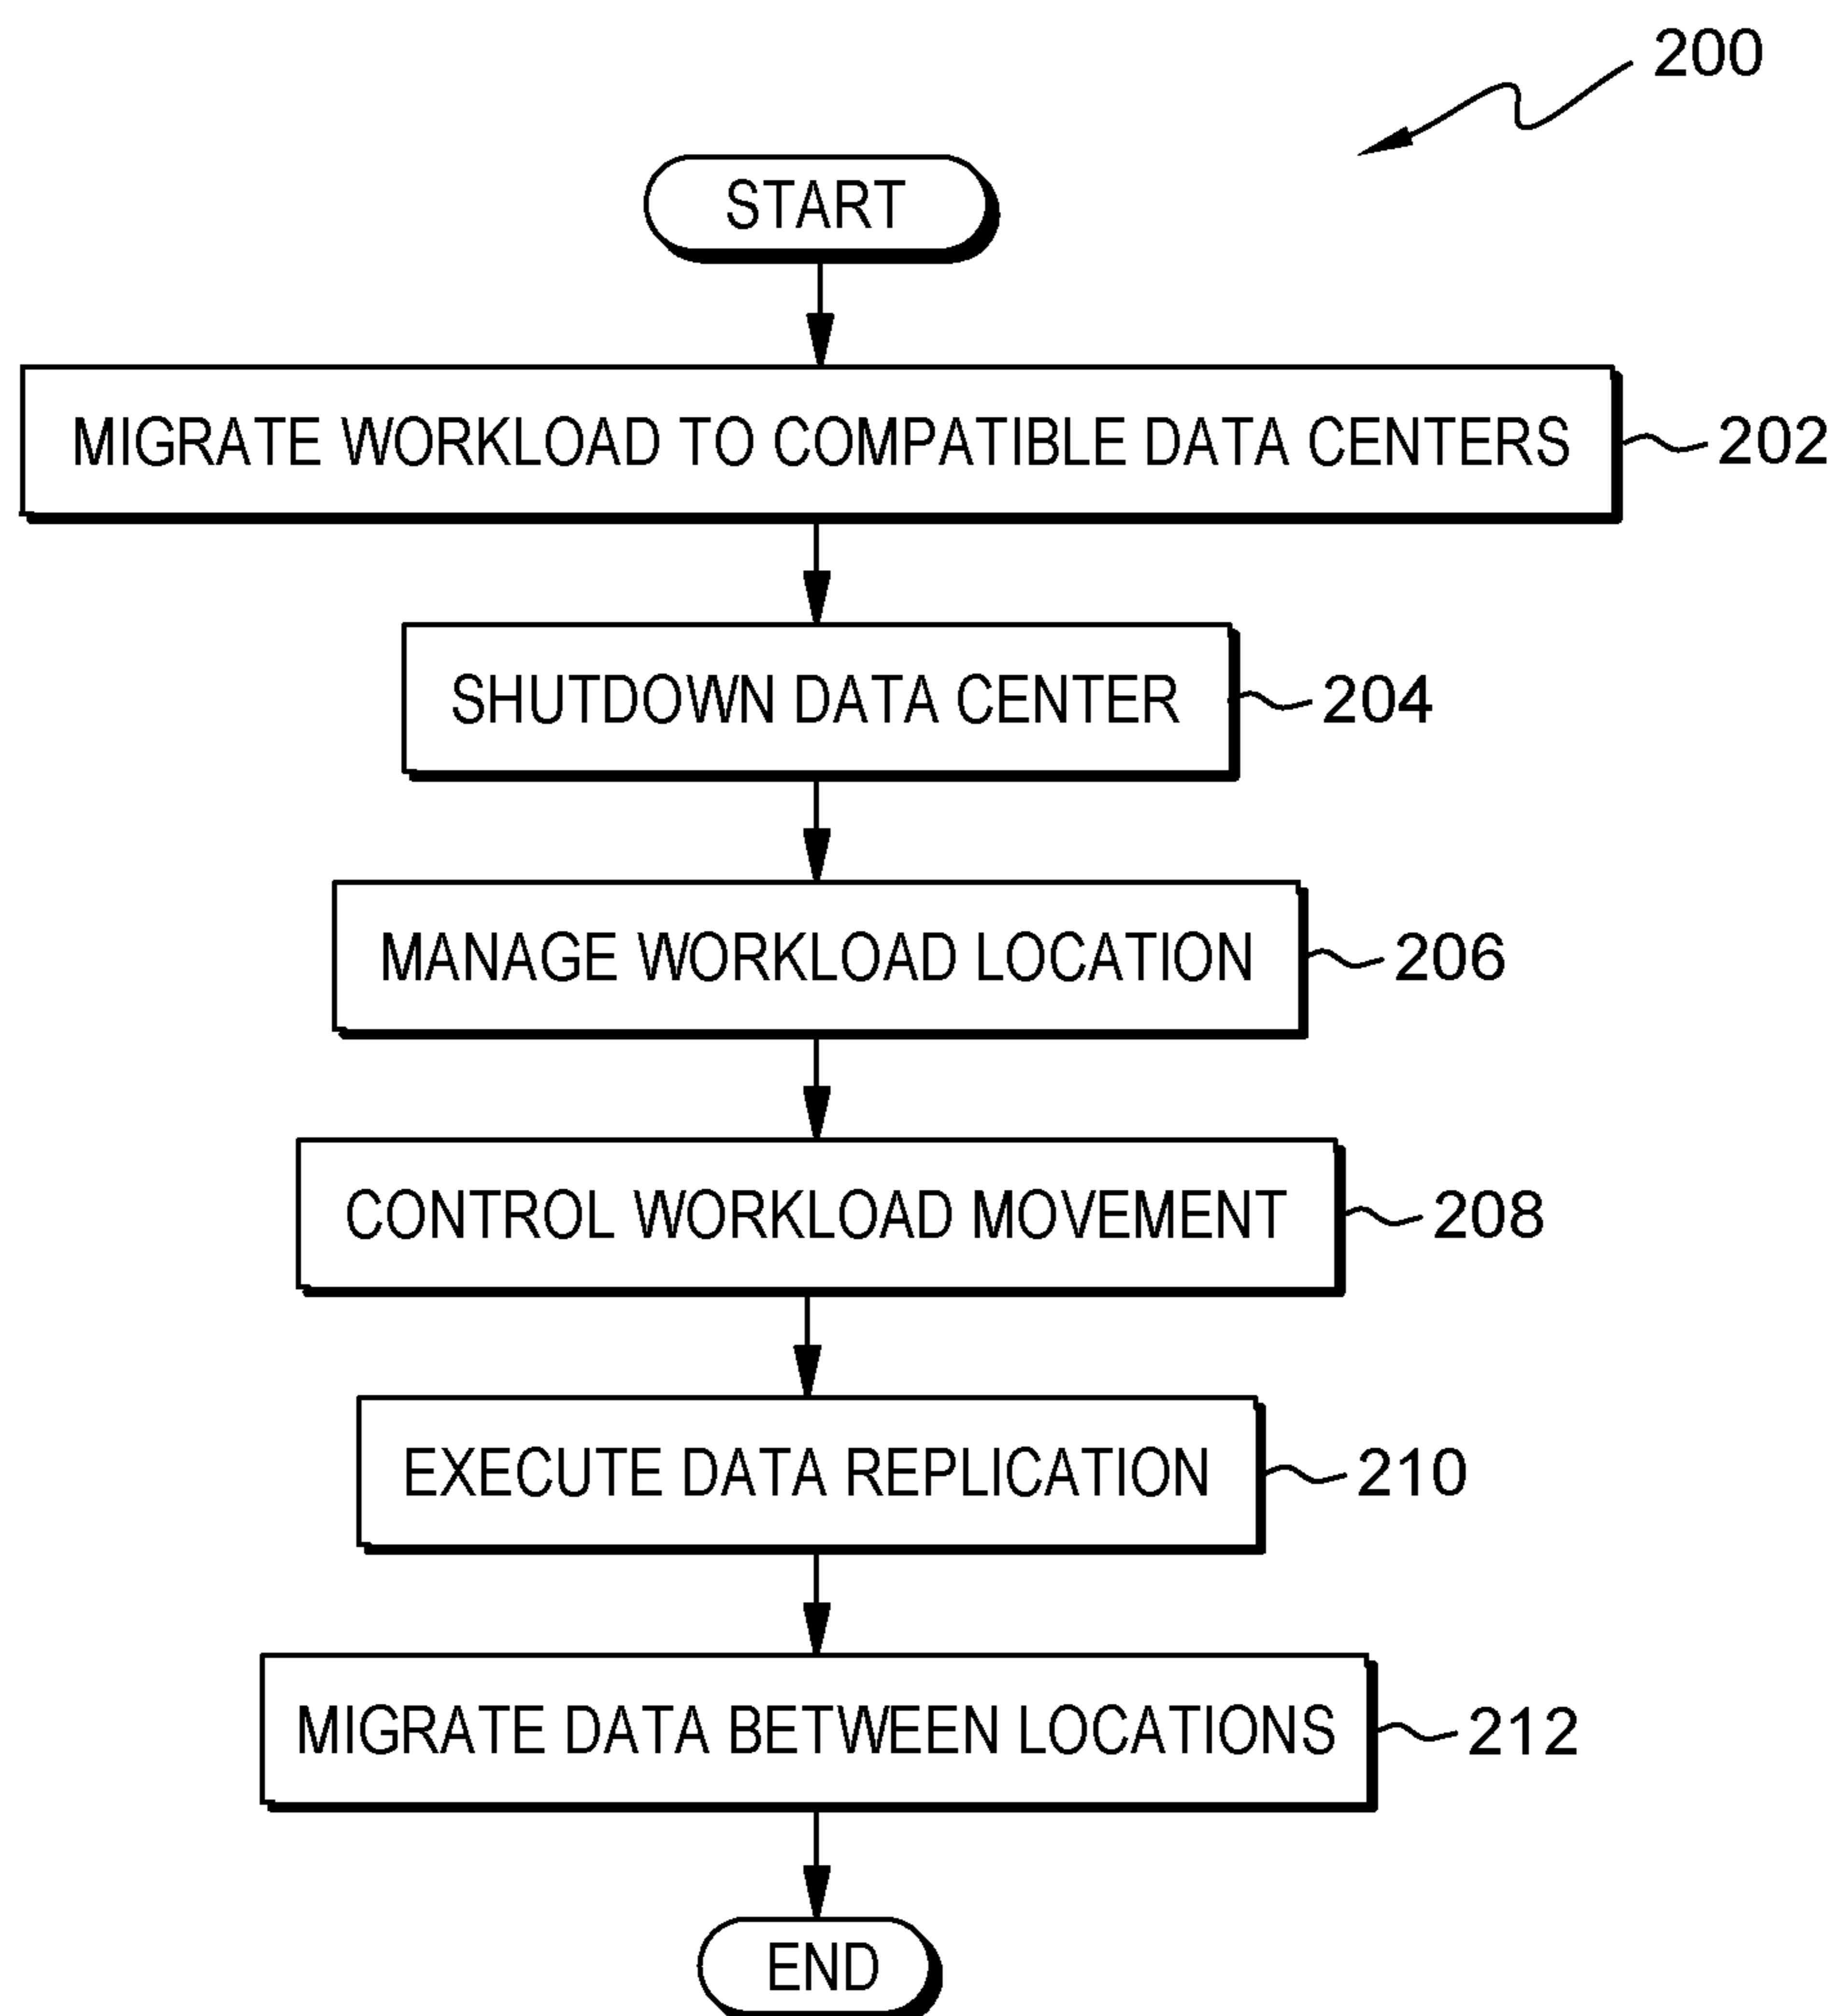 200
START
MIGRATE WORKLOAD TO COMPATIBLE DATA CENTERS
202
SHUTDOWN DATA CENTER
204
MANAGE WORKLOAD LOCATION
206
CONTROL WORKLOAD MOVEMENT
208
EXECUTE DATA REPLICATION
210
MIGRATE DATA BETWEEN LOCATIONS
212
END